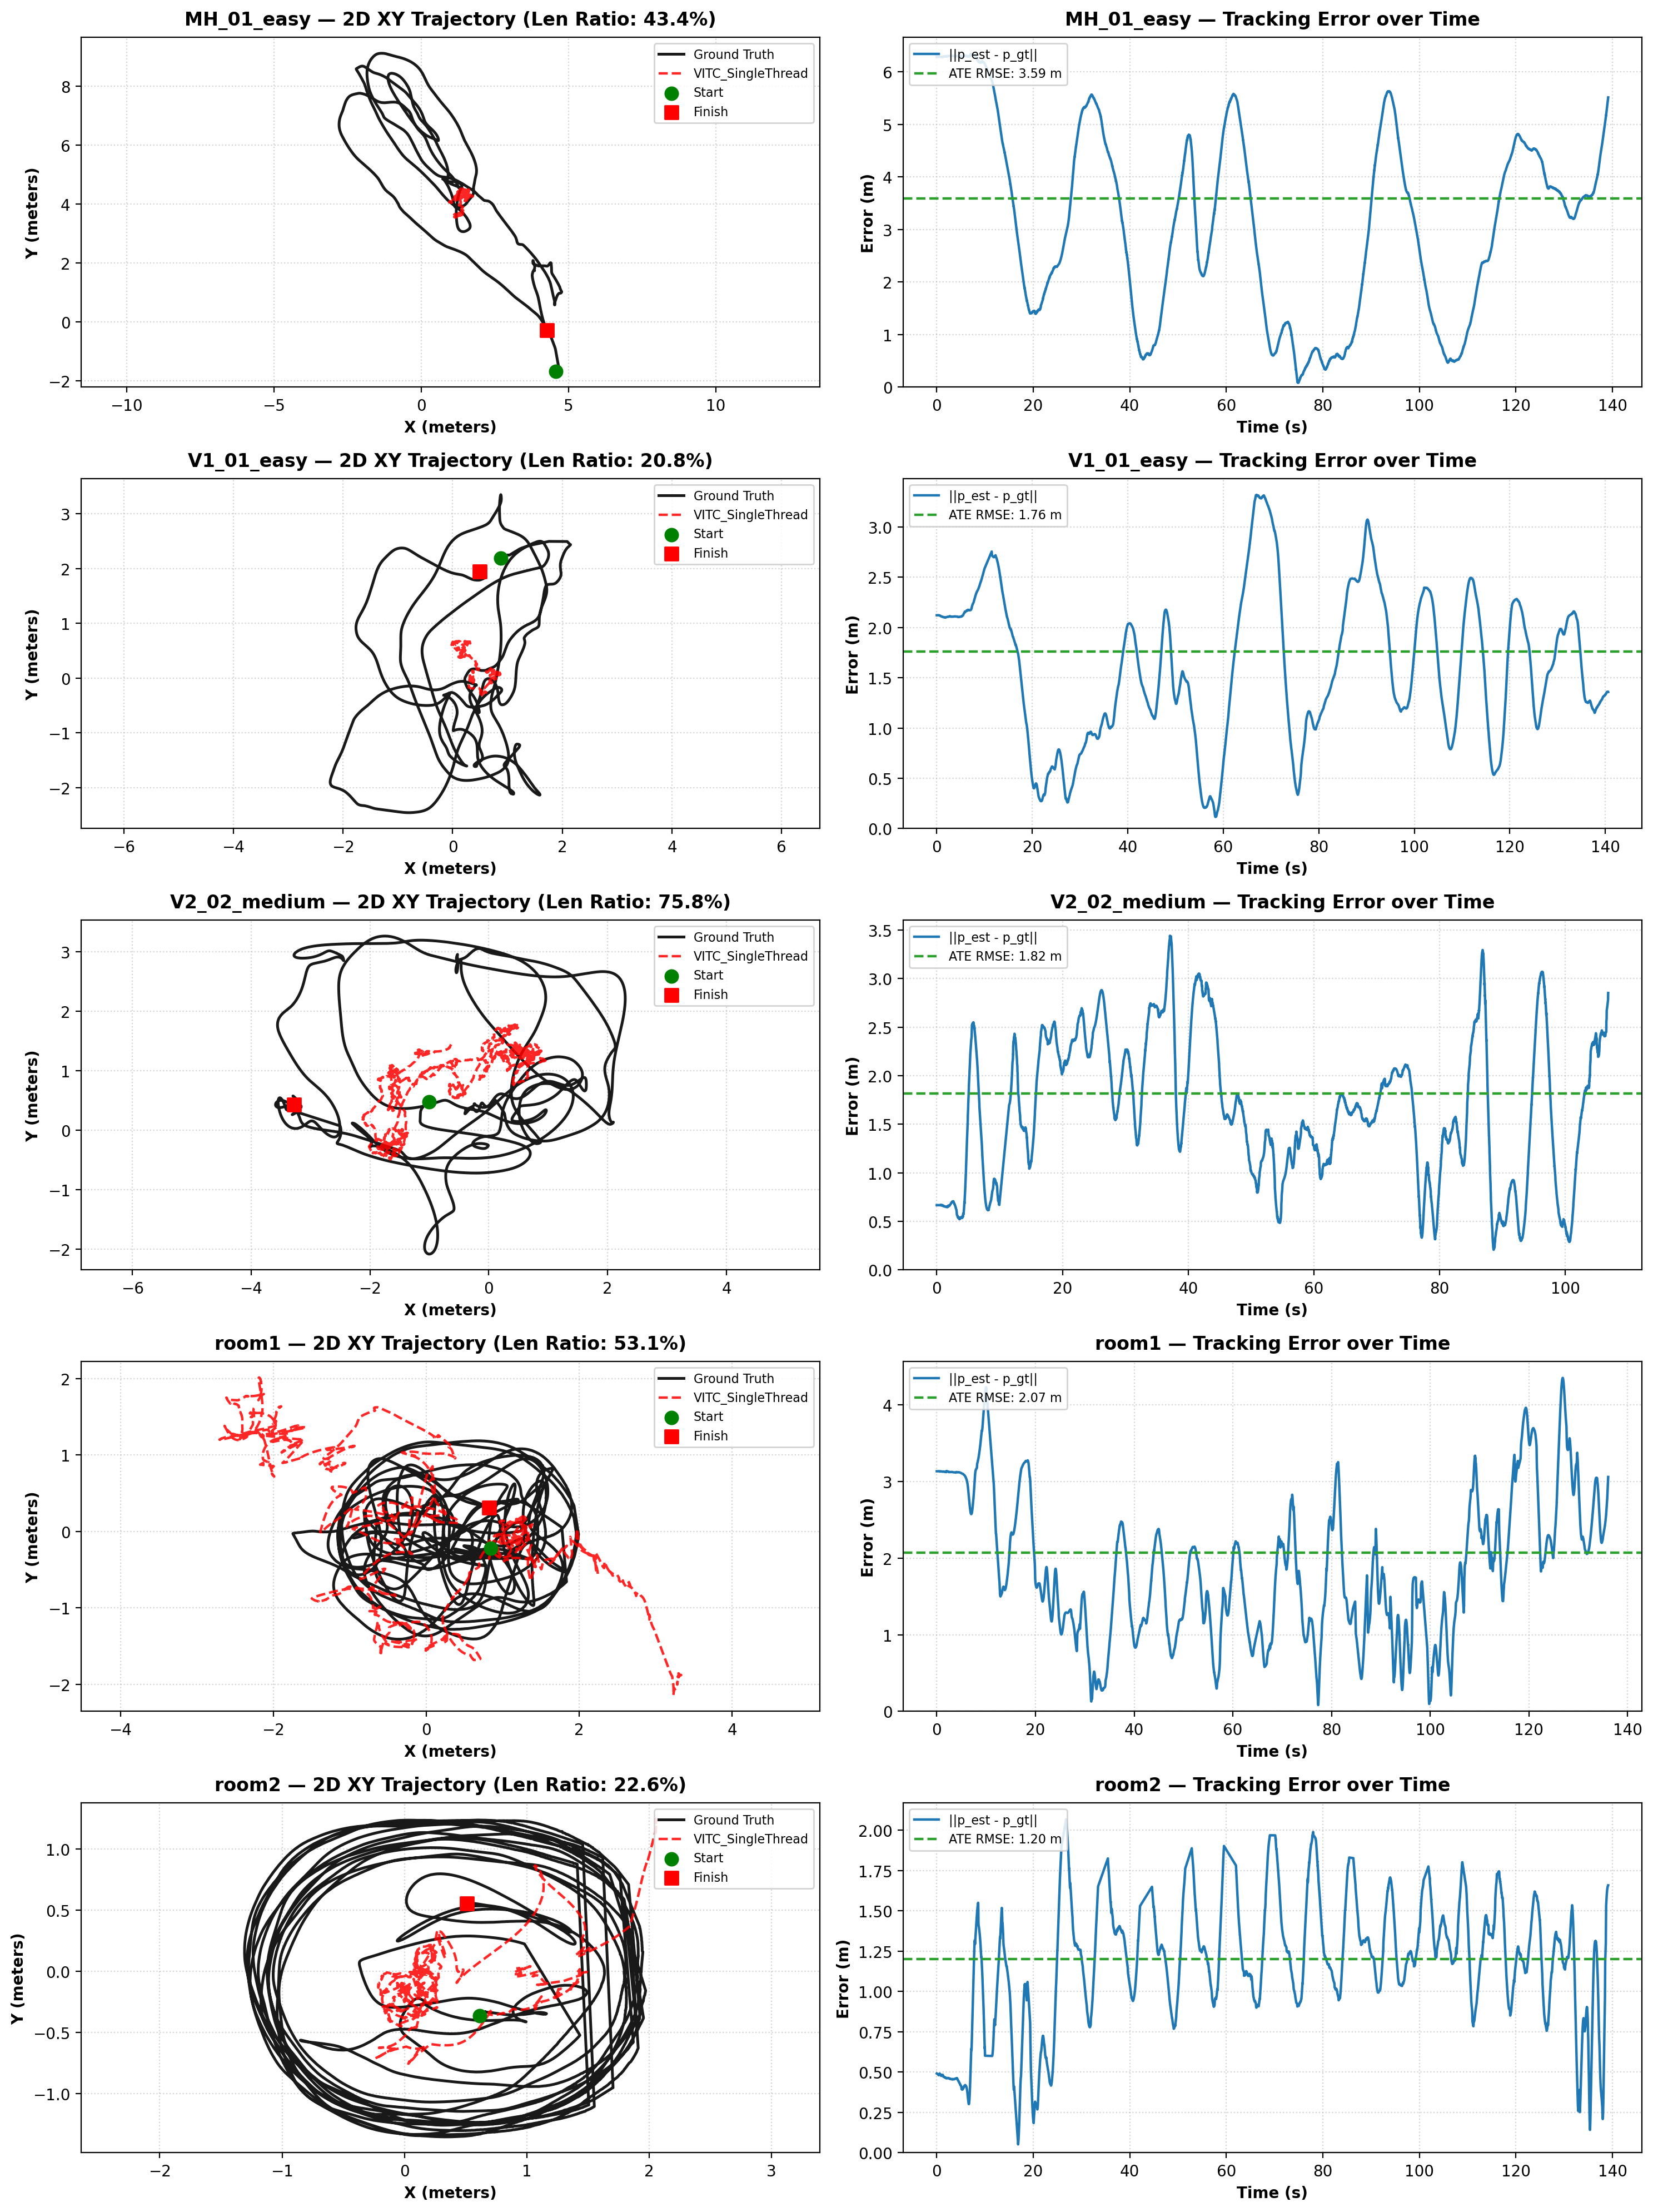 MH_01_easy — 2D XY Trajectory (Len Ratio: 43.4%)
Ground Truth
VITC_SingleThread
Start
Finish
8
6
4
2
0
−2
Y (meters)
−10
−5
0
5
10
X (meters)
MH_01_easy — Tracking Error over Time
||p_est - p_gt||
ATE RMSE: 3.59 m
6
5
4
3
2
1
0
Error (m)
0
20
40
60
80
100
120
140
Time (s)
V1_01_easy — 2D XY Trajectory (Len Ratio: 20.8%)
Ground Truth
VITC_SingleThread
Start
Finish
3
2
1
0
−1
−2
Y (meters)
−6
−4
−2
0
2
4
6
X (meters)
V1_01_easy — Tracking Error over Time
||p_est - p_gt||
ATE RMSE: 1.76 m
3.0
2.5
2.0
1.5
1.0
0.5
0.0
Error (m)
0
20
40
60
80
100
120
140
Time (s)
V2_02_medium — 2D XY Trajectory (Len Ratio: 75.8%)
Ground Truth
VITC_SingleThread
Start
Finish
3
2
1
0
−1
−2
Y (meters)
−6
−4
−2
0
2
4
X (meters)
V2_02_medium — Tracking Error over Time
||p_est - p_gt||
ATE RMSE: 1.82 m
3.5
3.0
2.5
2.0
1.5
1.0
0.5
0.0
Error (m)
0
20
40
60
80
100
Time (s)
room1 — 2D XY Trajectory (Len Ratio: 53.1%)
Ground Truth
VITC_SingleThread
Start
Finish
2
1
0
−1
−2
Y (meters)
−4
−2
0
2
4
X (meters)
room1 — Tracking Error over Time
||p_est - p_gt||
ATE RMSE: 2.07 m
4
3
2
1
0
Error (m)
0
20
40
60
80
100
120
140
Time (s)
room2 — 2D XY Trajectory (Len Ratio: 22.6%)
Ground Truth
VITC_SingleThread
Start
Finish
1.0
0.5
0.0
−0.5
−1.0
Y (meters)
−2
−1
0
1
2
3
X (meters)
room2 — Tracking Error over Time
||p_est - p_gt||
ATE RMSE: 1.20 m
2.00
1.75
1.50
1.25
1.00
0.75
0.50
0.25
0.00
Error (m)
0
20
40
60
80
100
120
140
Time (s)